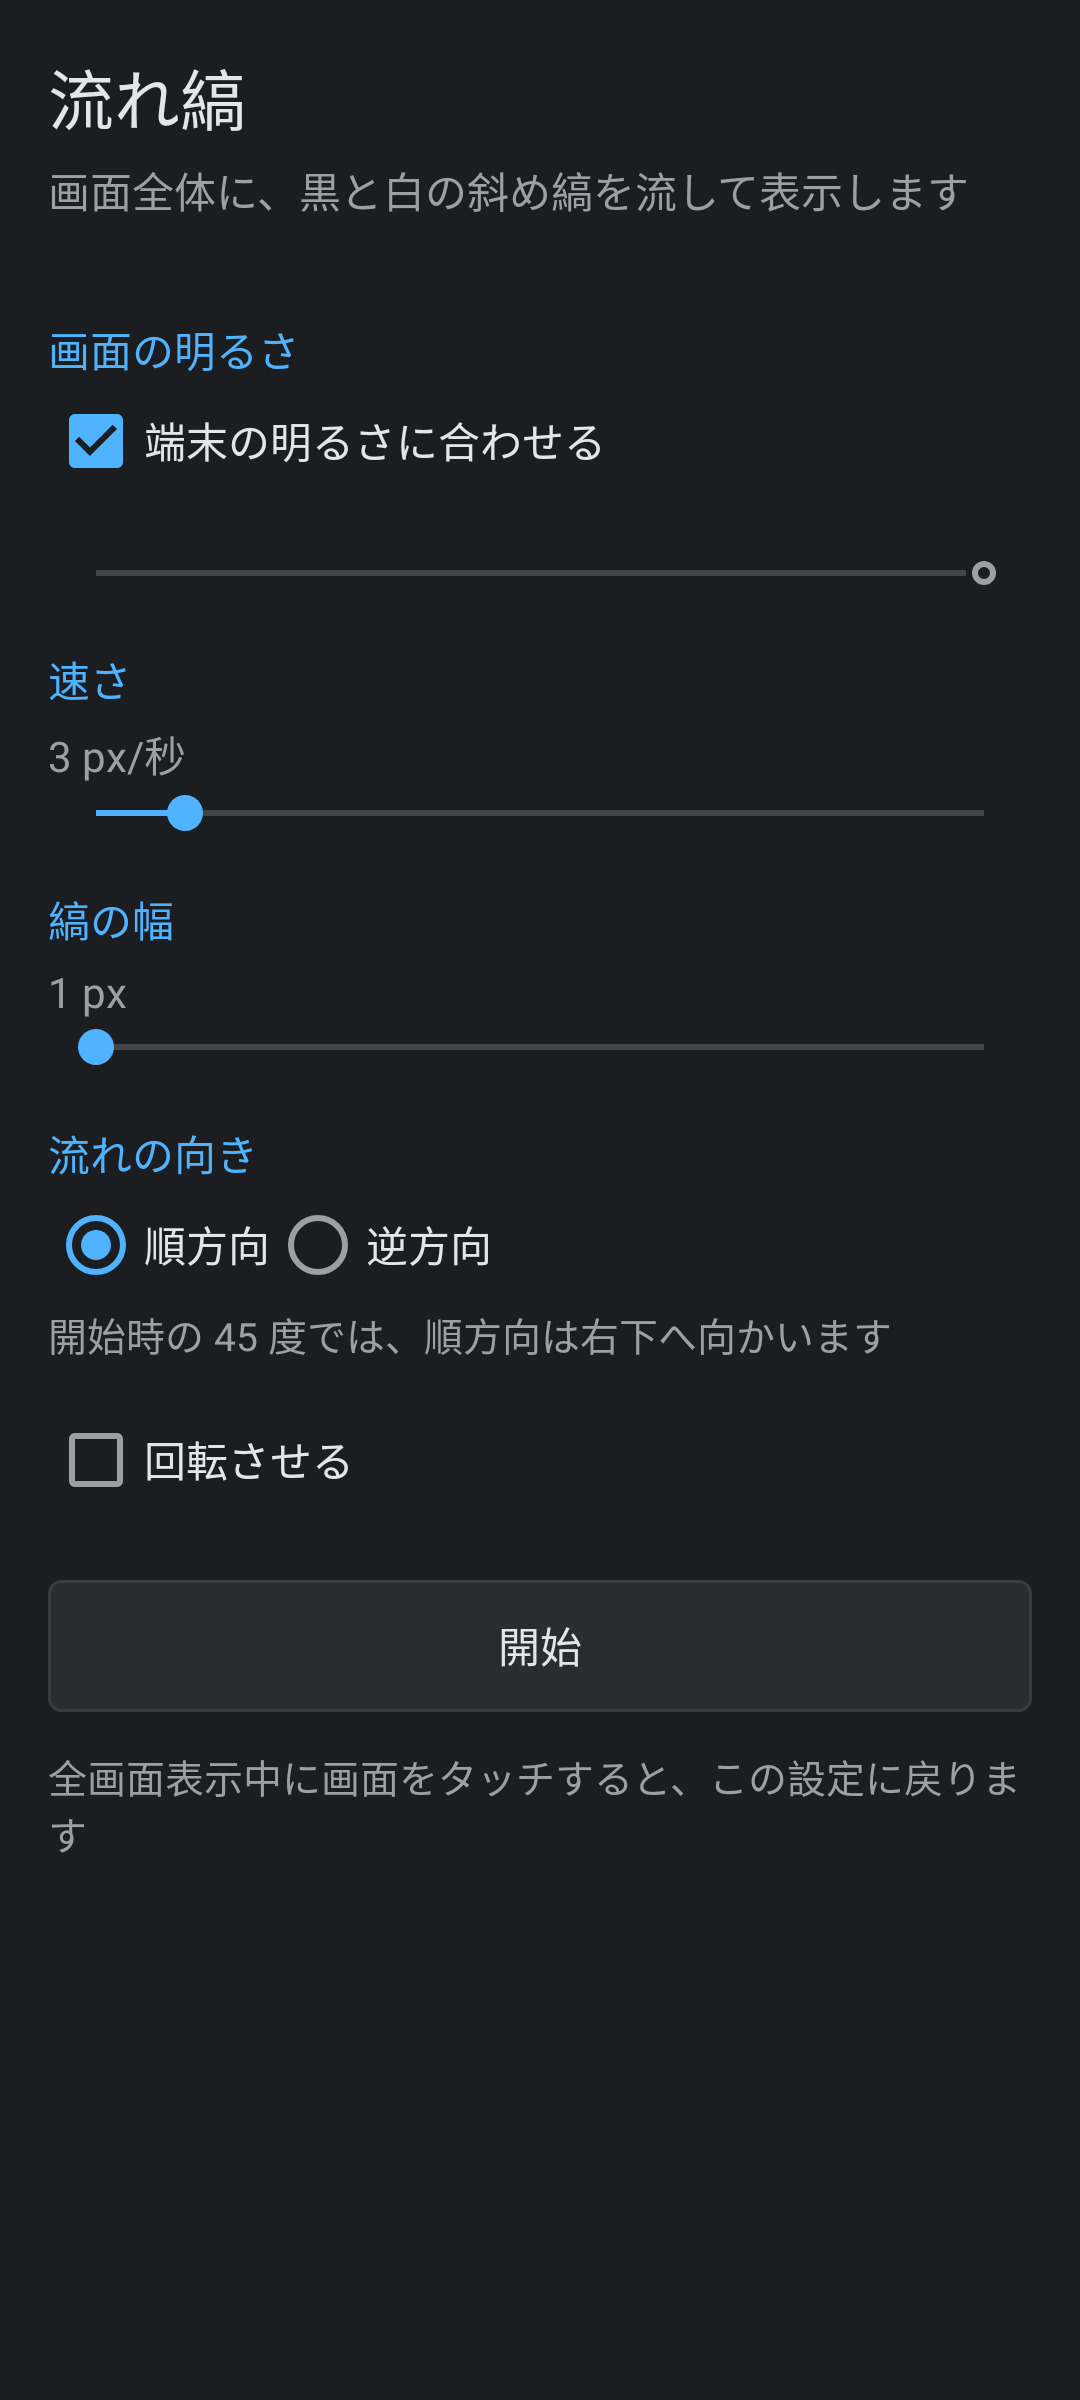 流れ縞
画面全体に、黒と白の斜め縞を流して表示します
画面の明るさ
端末の明るさに合わせる
速さ
3 px/秒
縞の幅
1 px
流れの向き
順方向 逆方向
開始時の 45 度では、順方向は右下へ向かいます
回転させる
開始
全画面表示中に画面をタッチすると、この設定に戻りま
す